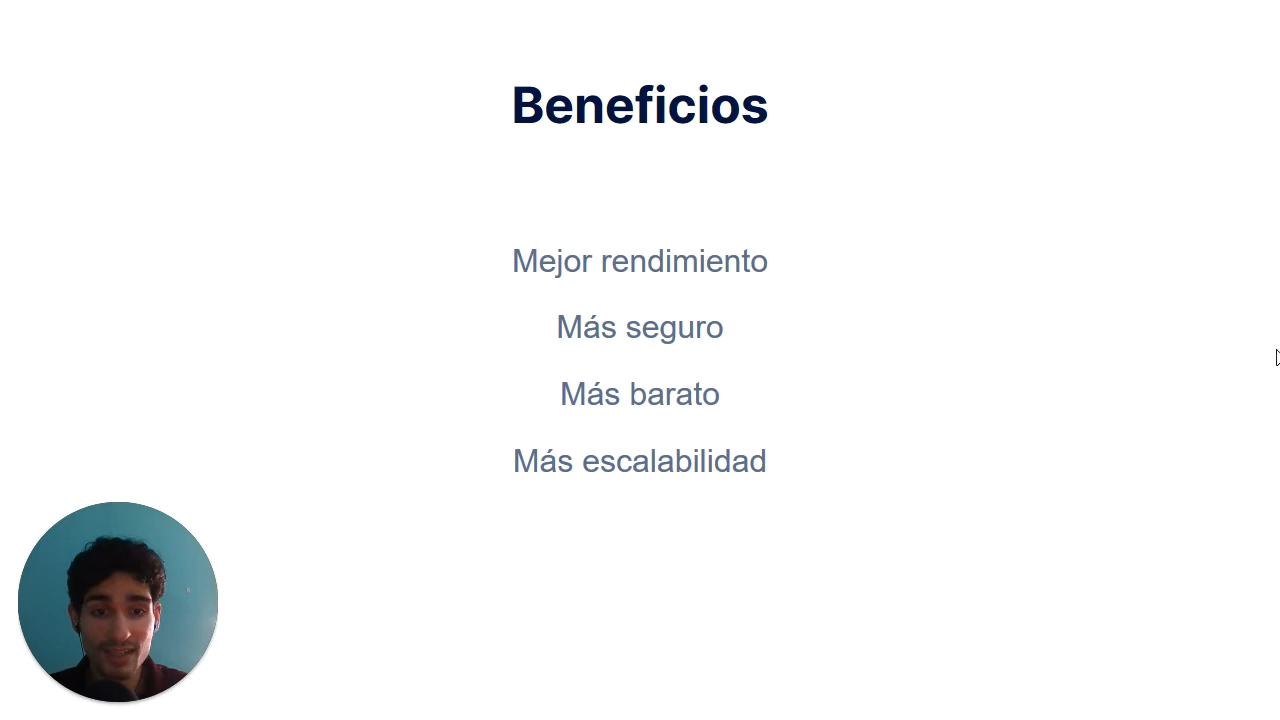 Beneficios
Mejor rendimiento
Más seguro
Más barato
Más escalabilidad